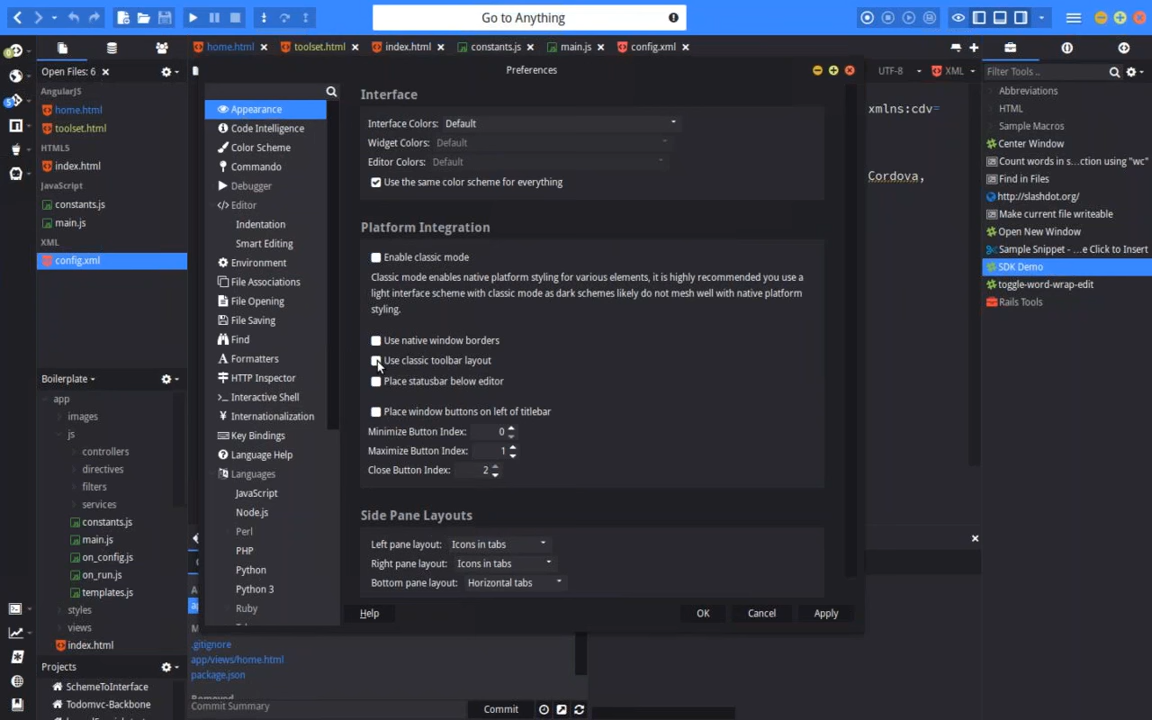 Go to Anything
home.html
toolset.html
index.html
constants.js
main.js
config.xml
Open Files: 6
AngularJS
home.html
toolset.html
HTML5
index.html
JavaScript
constants.js
main.js
XML
config.xml
Boilerplate
app
images
js
controllers
directives
filters
services
constants.js
main.js
on_config.js
on_run.js
templates.js
styles
views
index.html
Projects
SchemeToInterface
Todomvc-Backbone
Preferences
Appearance
Code Intelligence
Color Scheme
Commando
Debugger
Editor
Indentation
Smart Editing
Environment
File Associations
File Opening
File Saving
Find
Formatters
HTTP Inspector
Interactive Shell
Internationalization
Key Bindings
Language Help
Languages
JavaScript
Node.js
Perl
PHP
Python
Python 3
Ruby
Interface
Interface Colors: Default
Widget Colors: Default
Editor Colors: Default
Use the same color scheme for everything
Platform Integration
Enable classic mode
Classic mode enables native platform styling for various elements, it is highly recommended you use a
light interface scheme with classic mode as dark schemes likely do not mesh well with native platform
styling.
Use native window borders
Use classic toolbar layout
Place statusbar below editor
Place window buttons on left of titlebar
Minimize Button Index: 0
Maximize Button Index: 1
Close Button Index: 2
Side Pane Layouts
Left pane layout: Icons in tabs
Right pane layout: Icons in tabs
Bottom pane layout: Horizontal tabs
Help
OK
Cancel
Apply
.gitignore
app/views/home.html
package.json
Commit Summary
Commit
UTF-8
XML
xmlns:cdv=
Cordova,
Filter Tools ..
Abbreviations
HTML
Sample Macros
Center Window
Count words in s...ction using "wc"
Find in Files
http://slashdot.org/
Make current file writeable
Open New Window
Sample Snippet - ...e Click to Insert
SDK Demo
toggle-word-wrap-edit
Rails Tools